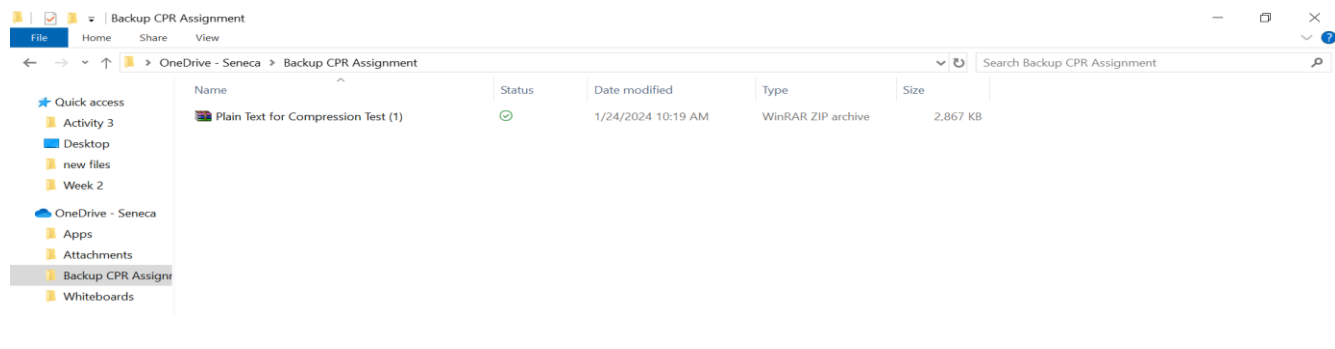 Backup CPR Assignment
File Home Share View
OneDrive - Seneca Backup CPR Assignment Search Backup CPR Assignment
Name Status Date modified Type Size
Quick access
Plain Text for Compression Test (1) 1/24/2024 10:19 AM WinRAR ZIP archive 2,867 KB
Activity 3
Desktop
new files
Week 2
OneDrive - Seneca
Apps
Attachments
Backup CPR Assignr
Whiteboards